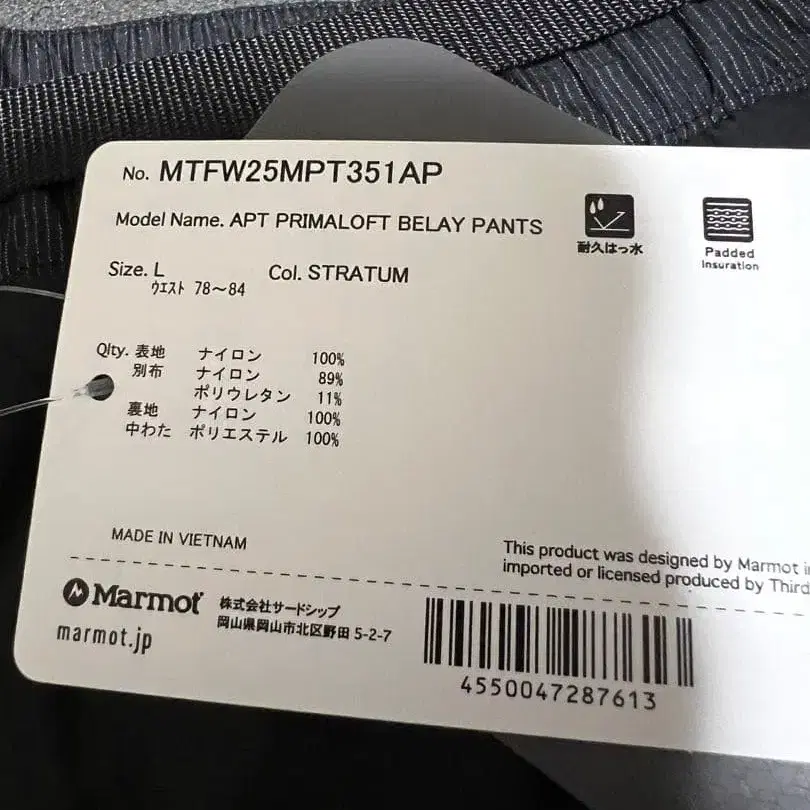 No. MTFW25MPT351AP
Model Name. APT PRIMALOFT BELAY PANTS
耐久はっ水
Padded
Insuration
Size. L Col. STRATUM
ウエスト 78～84
Qlty. 表地 ナイロン 100%
別布 ナイロン 89%
ポリウレタン 11%
裏地 ナイロン 100%
中わた ポリエステル 100%
MADE IN VIETNAM
This product was designed by Marmot
imported or licensed produced by Third
Marmot
marmot.jp
株式会社サードシップ
岡山県岡山市北区野田 5-2-7
4550047287613